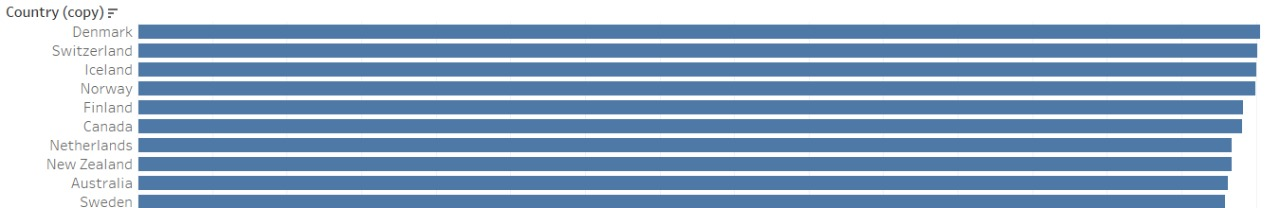 Country (copy)
Denmark
Switzerland
Iceland
Norway
Finland
Canada
Netherlands
New Zealand
Australia
Sweden